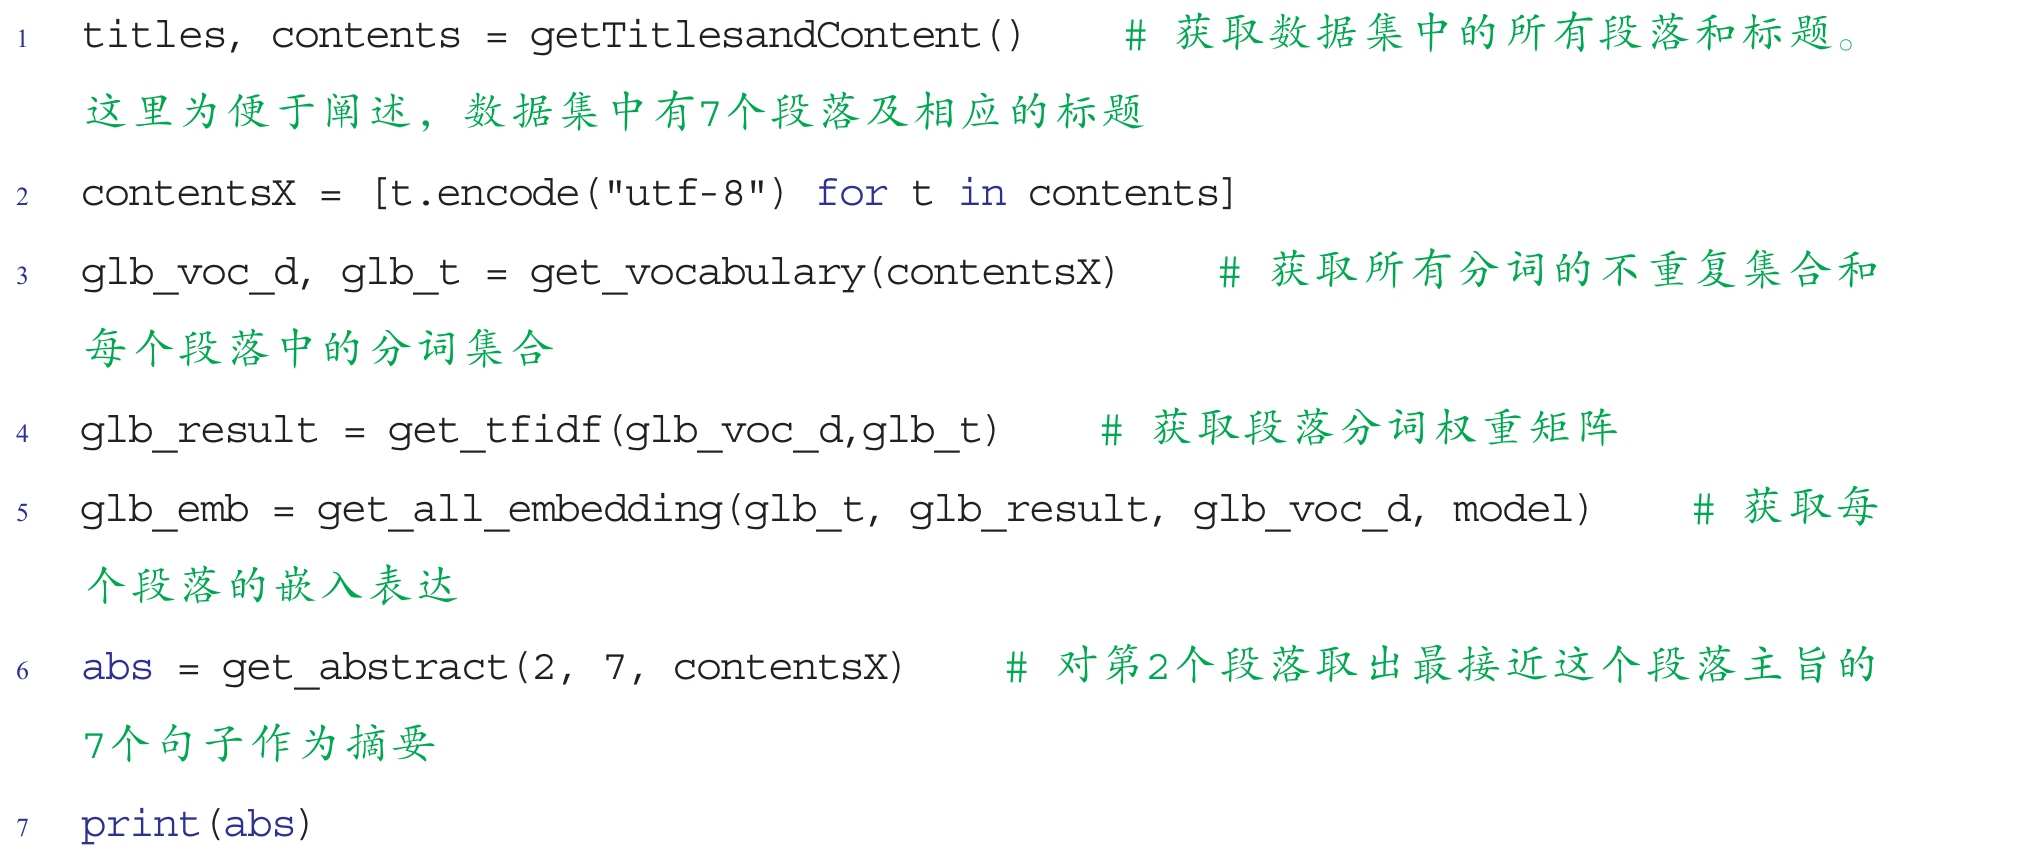 1 titles, contents = getTitlesandContent() # 获取数据集中的所有段落和标题。
这里为便于阐述，数据集中有7个段落及相应的标题
2 contentsX = [t.encode("utf-8") for t in contents]
3 glb_voc_d, glb_t = get_vocabulary(contentsX) # 获取所有分词的不重复集合和
每个段落中的分词集合
4 glb_result = get_tfidf(glb_voc_d,glb_t) # 获取段落分词权重矩阵
5 glb_emb = get_all_embedding(glb_t, glb_result, glb_voc_d, model) # 获取每
个段落的嵌入表达
6 abs = get_abstract(2, 7, contentsX) # 对第2个段落取出最接近这个段落主旨的
7个句子作为摘要
7 print(abs)